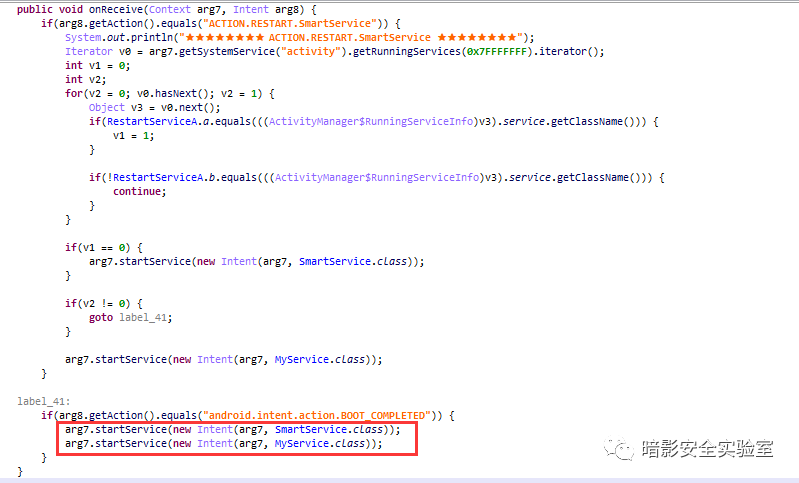 public void onReceive(Context arg7, Intent arg8) {
    if(arg8.getAction().equals("ACTION.RESTART.SmartService")) {
        System.out.println("★★★★★★★★ ACTION.RESTART.SmartService ★★★★★★★★");
        Iterator v0 = arg7.getSystemService("activity").getRunningServices(0x7FFFFFFF).iterator();
        int v1 = 0;
        int v2;
        for(v2 = 0; v0.hasNext(); v2 = 1) {
            Object v3 = v0.next();
            if(RestartServiceA.a.equals(((ActivityManager$RunningServiceInfo)v3).service.getClassName())) {
                v1 = 1;
            }

            if(!RestartServiceA.b.equals(((ActivityManager$RunningServiceInfo)v3).service.getClassName())) {
                continue;
            }
        }

        if(v1 == 0) {
            arg7.startService(new Intent(arg7, SmartService.class));
        }

        if(v2 != 0) {
            goto label_41;
        }

        arg7.startService(new Intent(arg7, MyService.class));
    }

label_41:
    if(arg8.getAction().equals("android.intent.action.BOOT_COMPLETED")) {
        arg7.startService(new Intent(arg7, SmartService.class));
        arg7.startService(new Intent(arg7, MyService.class));
    }
}
暗影安全实验室